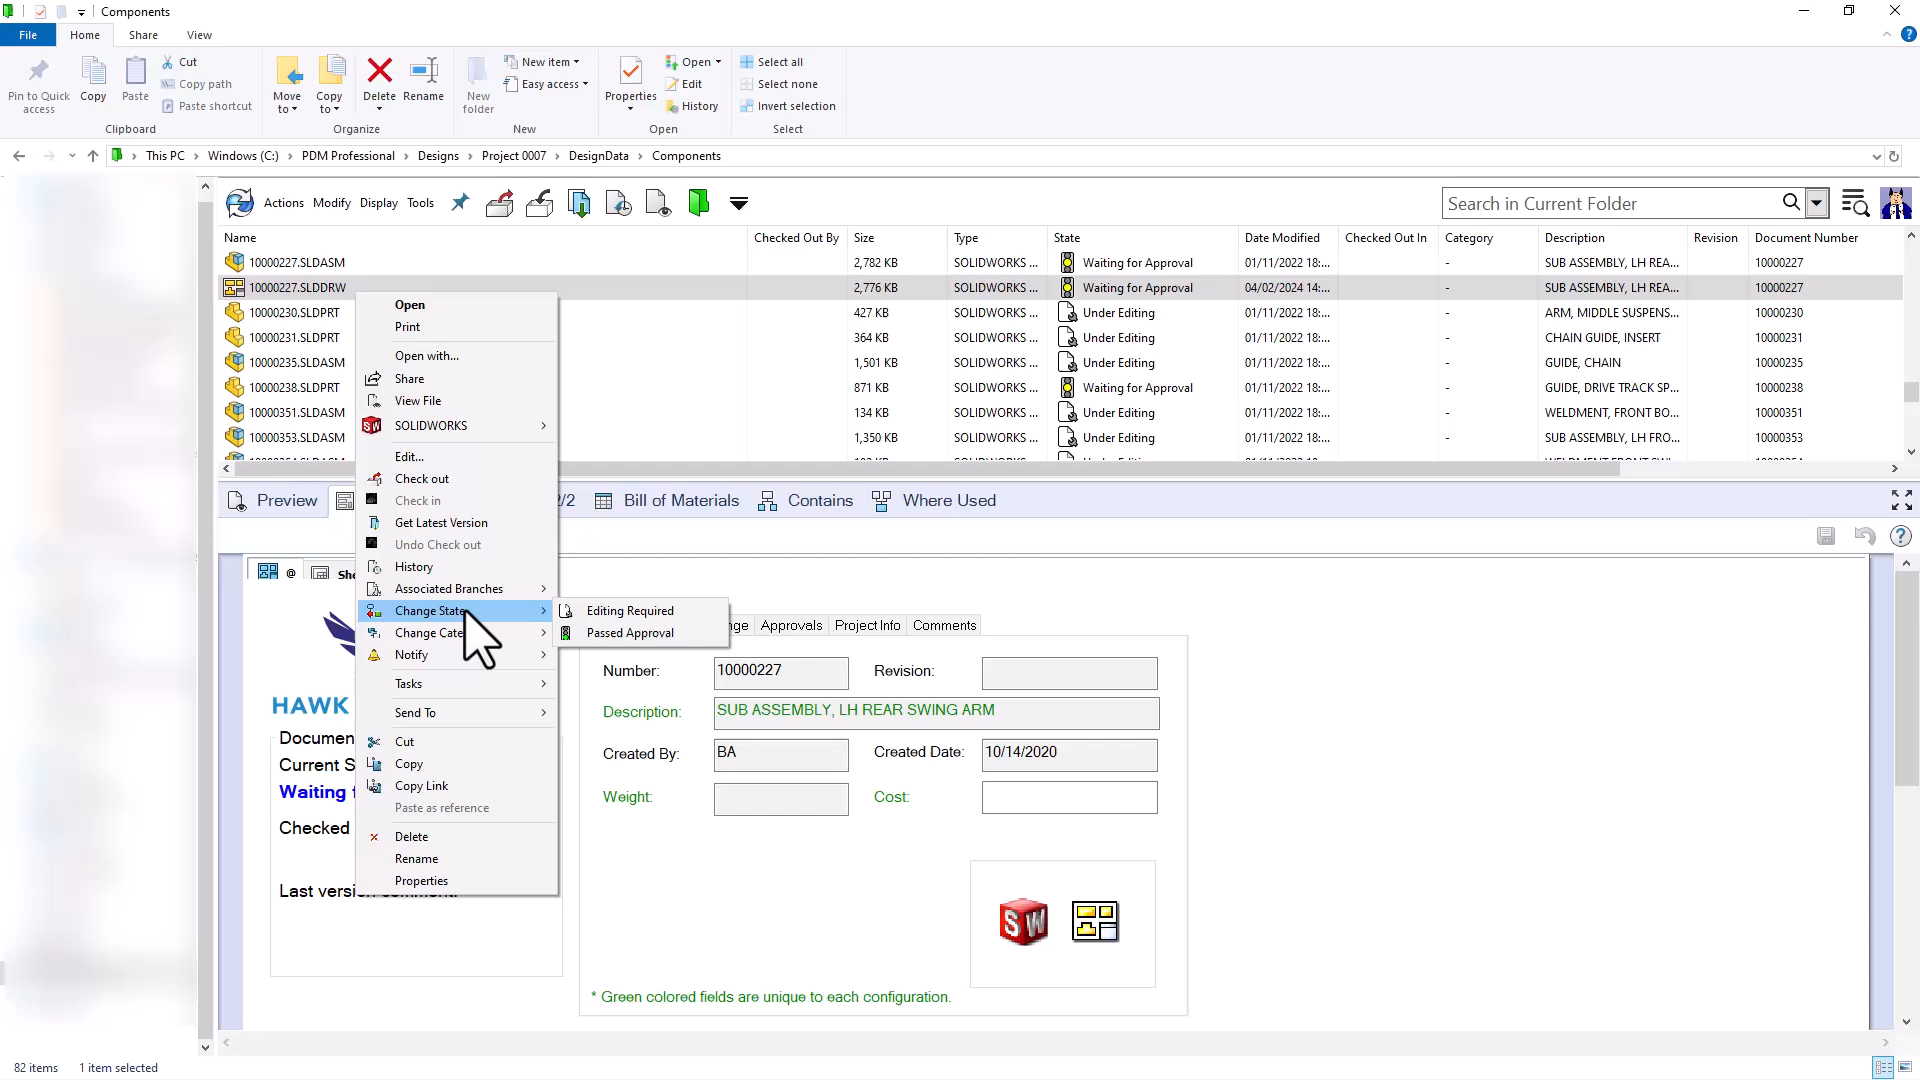 Components
File Home Share View
Pin to Quick access
Copy
Paste
Cut
Copy path
Paste shortcut
Clipboard
Move to
Copy to
Delete
Rename
Organize
New folder
New item
Easy access
New
Properties
Open
Edit
History
Open
Select all
Select none
Invert selection
Select
This PC > Windows (C:) > PDM Professional > Designs > Project 0007 > DesignData > Components
Actions Modify Display Tools
Search in Current Folder
Name Checked Out By Size Type State Date Modified Checked Out In Category Description Revision Document Number
10000227.SLDASM 2,782 KB SOLIDWORKS ... Waiting for Approval 01/11/2022 18:... - SUB ASSEMBLY, LH REA... 10000227
10000227.SLDDRW 2,776 KB SOLIDWORKS ... Waiting for Approval 04/02/2024 14:... - SUB ASSEMBLY, LH REA... 10000227
10000230.SLDPRT 427 KB SOLIDWORKS ... Under Editing 01/11/2022 18:... - ARM, MIDDLE SUSPENS... 10000230
10000231.SLDPRT 364 KB SOLIDWORKS ... Under Editing 01/11/2022 18:... - CHAIN GUIDE, INSERT 10000231
10000235.SLDASM 1,501 KB SOLIDWORKS ... Under Editing 01/11/2022 18:... - GUIDE, CHAIN 10000235
10000238.SLDPRT 871 KB SOLIDWORKS ... Waiting for Approval 01/11/2022 18:... - GUIDE, DRIVE TRACK SP... 10000238
10000351.SLDASM 134 KB SOLIDWORKS ... Under Editing 01/11/2022 18:... - WELDMENT, FRONT BO... 10000351
10000353.SLDASM 1,350 KB SOLIDWORKS ... Under Editing 01/11/2022 18:... - SUB ASSEMBLY, LH FRO... 10000353
Open
Print
Open with...
Share
View File
SOLIDWORKS
Edit...
Check out
Check in
Get Latest Version
Undo Check out
History
Associated Branches
Change State
Change Cate
Notify
Tasks
Send To
Cut
Copy
Copy Link
Paste as reference
Delete
Rename
Properties
Editing Required
Passed Approval
Preview /2 Bill of Materials Contains Where Used
@ She
HAWK
Documen
Current S
Waiting f
Checked
Last versi
nge Approvals Project Info Comments
Number: 10000227 Revision:
Description: SUB ASSEMBLY, LH REAR SWING ARM
Created By: BA Created Date: 10/14/2020
Weight: Cost:
SW
* Green colored fields are unique to each configuration.
82 items 1 item selected